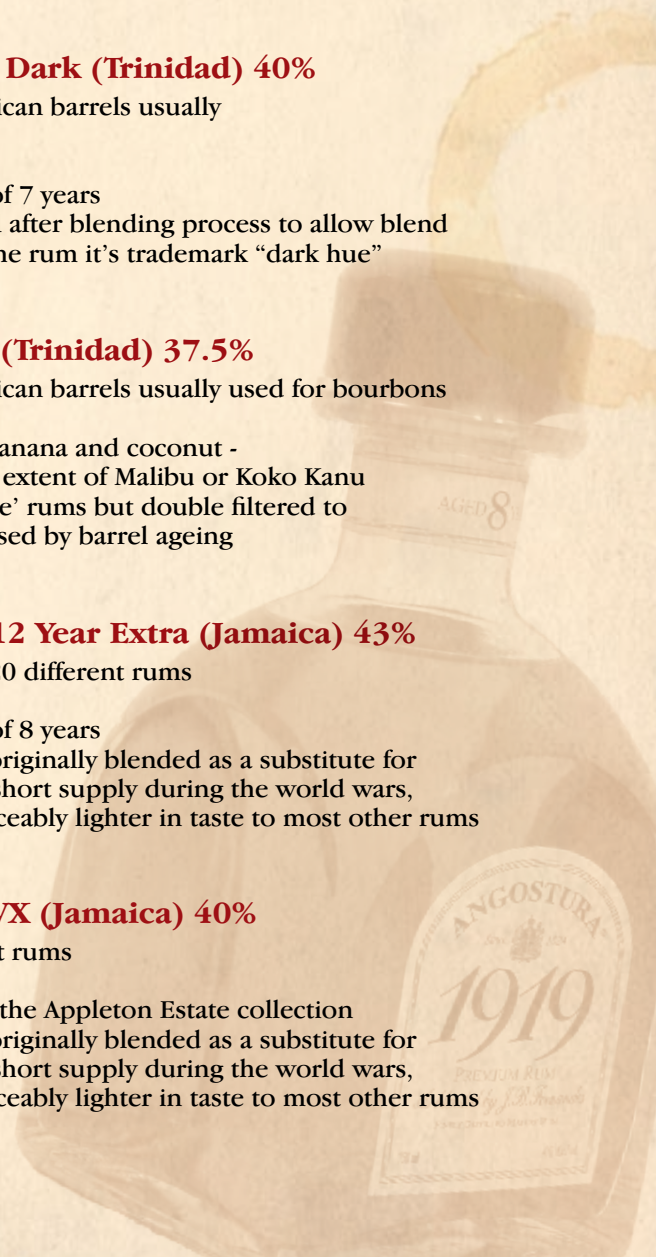 Dark (Trinidad) 40%
ican barrels usually
of 7 years
after blending process to allow blend
he rum it's trademark “dark hue”
(Trinidad) 37.5%
ican barrels usually used for bourbons
anana and coconut -
extent of Malibu or Koko Kanu
e’ rums but double filtered to
sed by barrel ageing
AGED 8
12 Year Extra (Jamaica) 43%
0 different rums
of 8 years
originally blended as a substitute for
short supply during the world wars,
ceably lighter in taste to most other rums
VX (Jamaica) 40%
t rums
the Appleton Estate collection
originally blended as a substitute for
short supply during the world wars,
ceably lighter in taste to most other rums
ANGOSTURA
1919
PREMIUM RUM